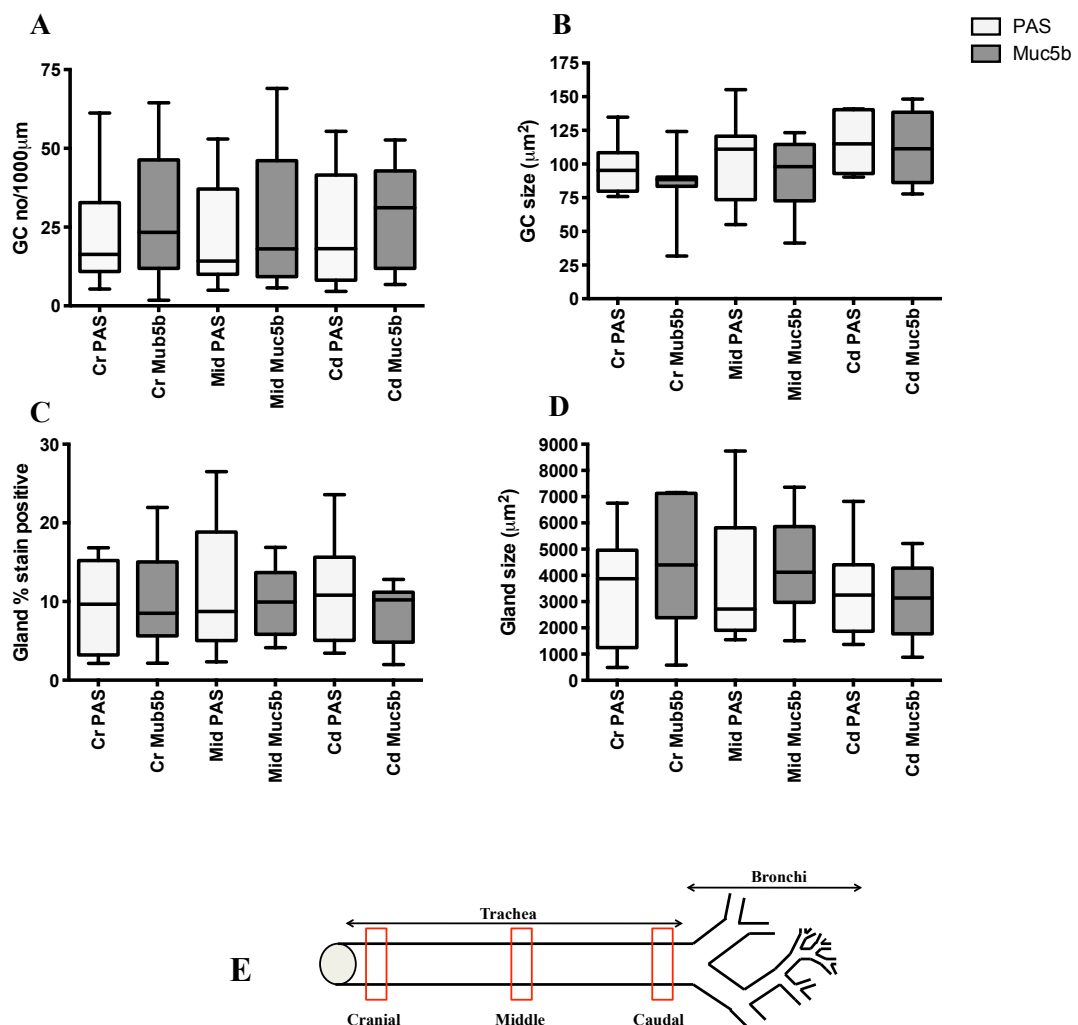 A
B
PAS
Muc5b
GC no/1000μm
75
50
25
0
Cr PAS
Cr Mub5b
Mid PAS
Mid Muc5b
Cd PAS
Cd Muc5b
GC size (μm²)
175
150
125
100
75
50
25
0
Cr PAS
Cr Mub5b
Mid PAS
Mid Muc5b
Cd PAS
Cd Muc5b
C
D
Gland % stain positive
30
20
10
0
Cr PAS
Cr Mub5b
Mid PAS
Mid Muc5b
Cd PAS
Cd Muc5b
Gland size (μm²)
9000
8000
7000
6000
5000
4000
3000
2000
1000
0
Cr PAS
Cr Mub5b
Mid PAS
Mid Muc5b
Cd PAS
Cd Muc5b
Bronchi
Trachea
E
Cranial Middle Caudal